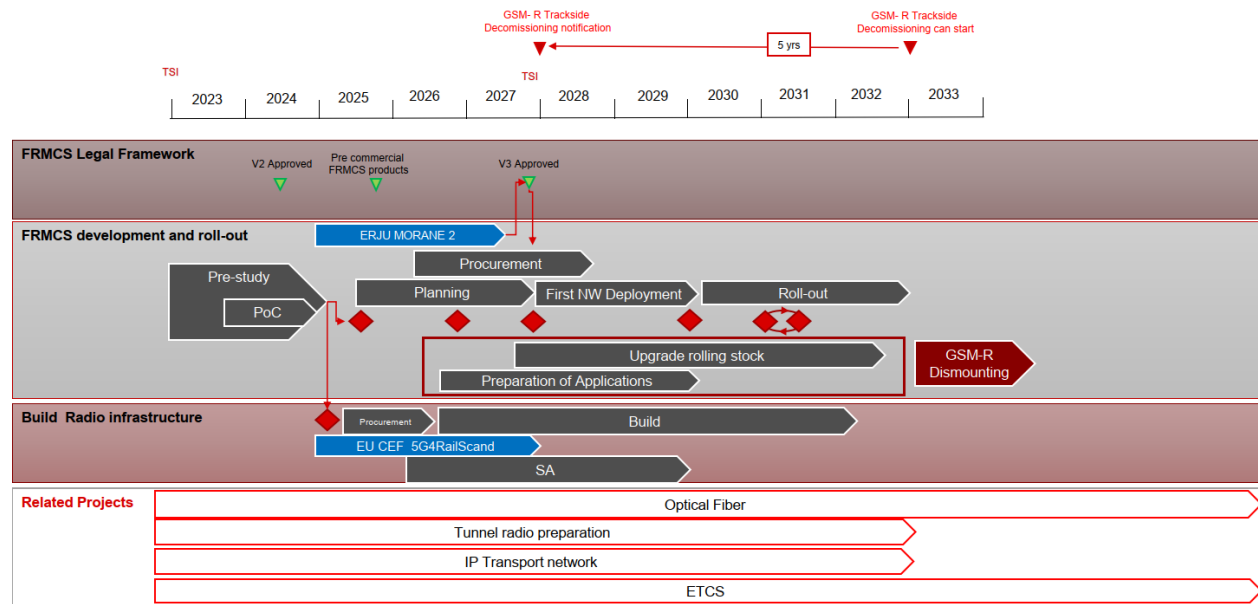 GSM- R Trackside
Decomissioning notification
GSM- R Trackside
Decomissioning can start
5 yrs
TSI
TSI
2023
2024
2025
2026
2027
2028
2029
2030
2031
2032
2033
FRMCS Legal Framework
V2 Approved
Pre commercial
FRMCS products
V3 Approved
FRMCS development and roll-out
ERJU MORANE 2
Procurement
Pre-study
Planning
First NW Deployment
Roll-out
PoC
Upgrade rolling stock
GSM-R
Dismounting
Preparation of Applications
Build  Radio infrastructure
Procurement
Build
EU CEF  5G4RailScand
SA
Related Projects
Optical Fiber
Tunnel radio preparation
IP Transport network
ETCS